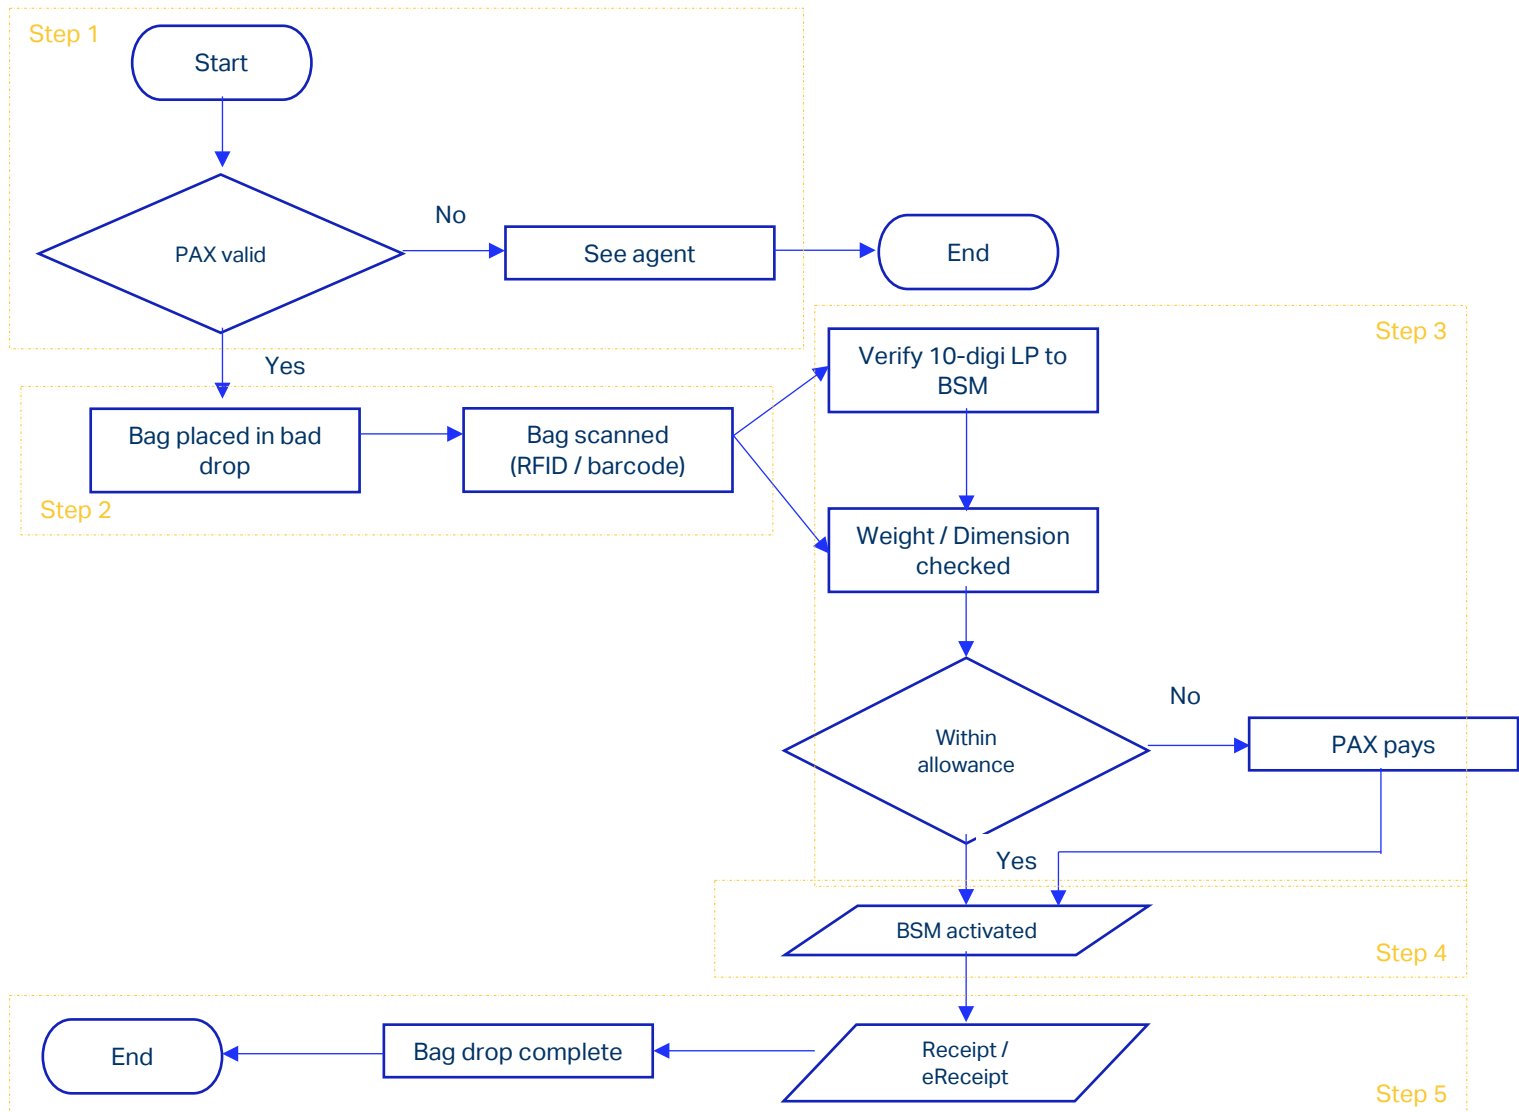 Step 1
Start
No
PAX valid
See agent
End
Yes
Step 3
Verify 10-digi LP to
BSM
Bag placed in bad
drop
Bag scanned
(RFID / barcode)
Step 2
Weight / Dimension
checked
Within
allowance
No
PAX pays
Yes
BSM activated
Step 4
End
Bag drop complete
Receipt /
eReceipt
Step 5